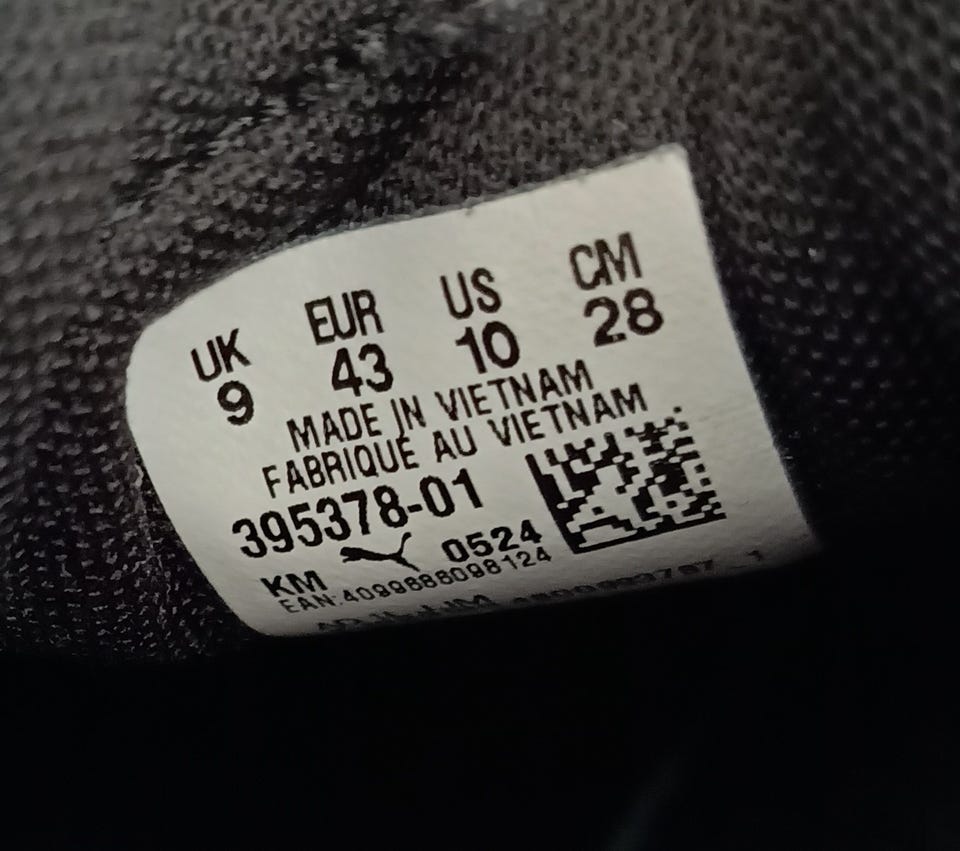 UK EUR US CM
9 43 10 28
MADE IN VIETNAM
FABRIQUE AU VIETNAM
395378-01
KM 0524
EAN:4099686098124